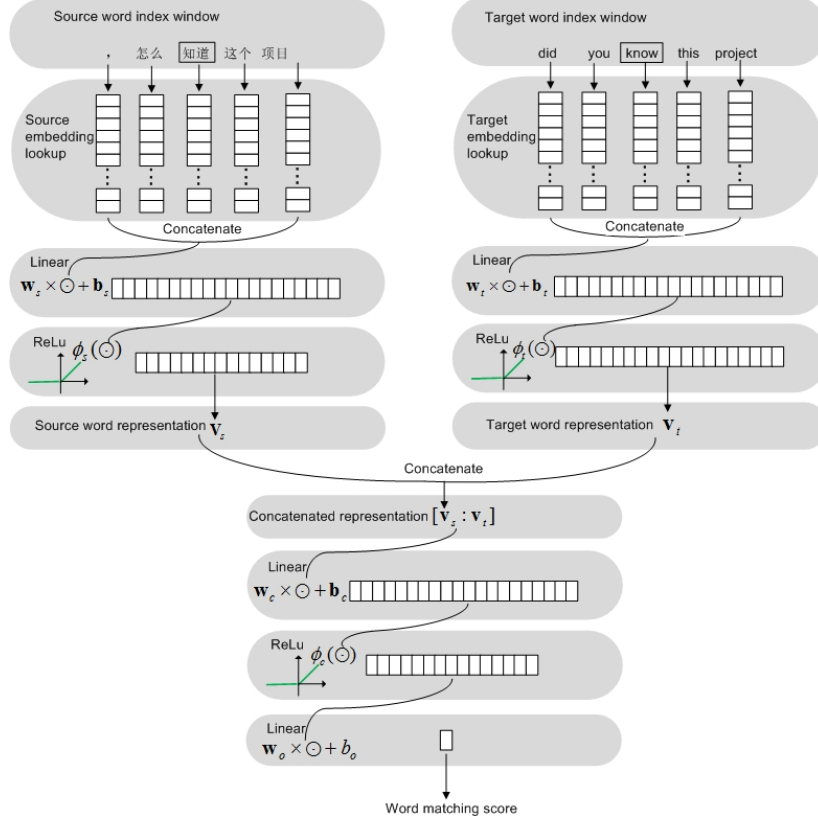 Source word index window
， 怎么 知道 这个 项目
Source
embedding
lookup
Concatenate
Linear
w_s × ⊙ + b_s
ReLu
ϕ_s(⊙)
Source word representation v_s
Target word index window
did you know this project
Target
embedding
lookup
Concatenate
Linear
w_t × ⊙ + b_t
ReLu
ϕ_t(⊙)
Target word representation v_t
Concatenate
Concatenated representation [v_s : v_t]
Linear
w_c × ⊙ + b_c
ReLu
ϕ_c(⊙)
Linear
w_o × ⊙ + b_o
Word matching score